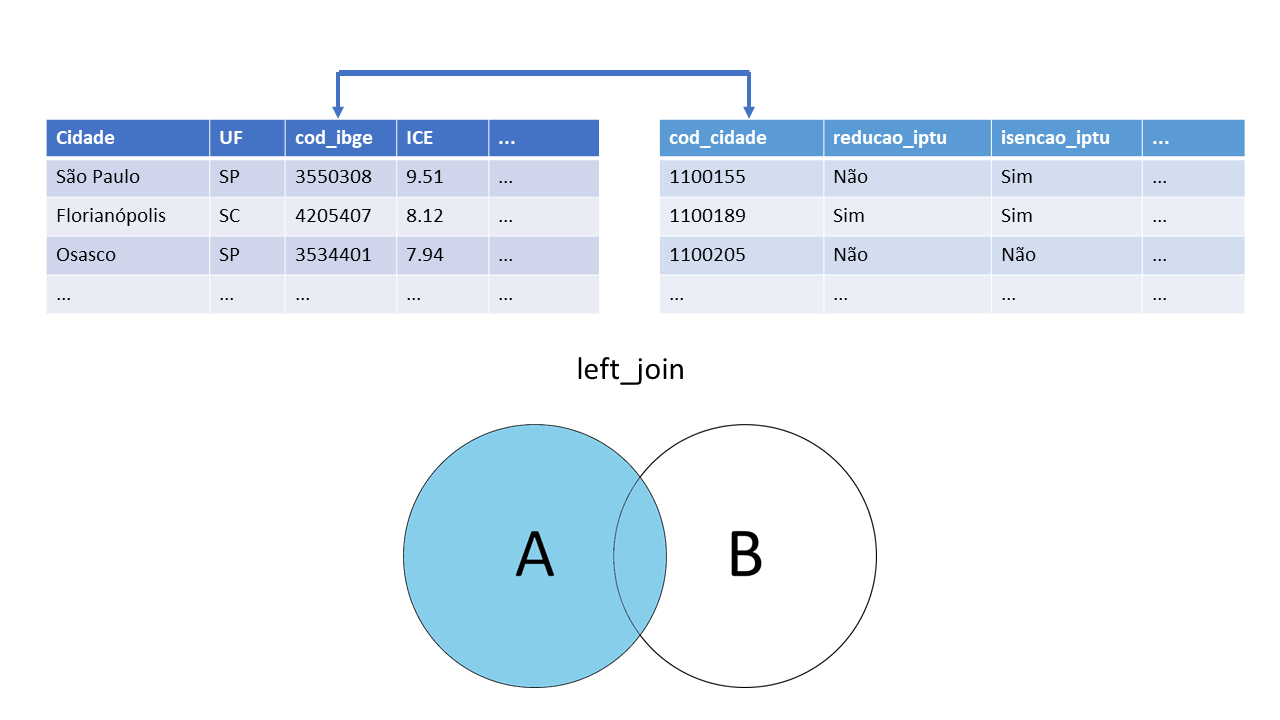 Cidade UF cod_ibge ICE ...
São Paulo SP 3550308 9.51 ...
Florianópolis SC 4205407 8.12 ...
Osasco SP 3534401 7.94 ...
... ... ... ... ...
cod_cidade reducao_iptu isencao_iptu ...
1100155 Não Sim ...
1100189 Sim Sim ...
1100205 Não Não ...
... ... ... ...
left_join
A B